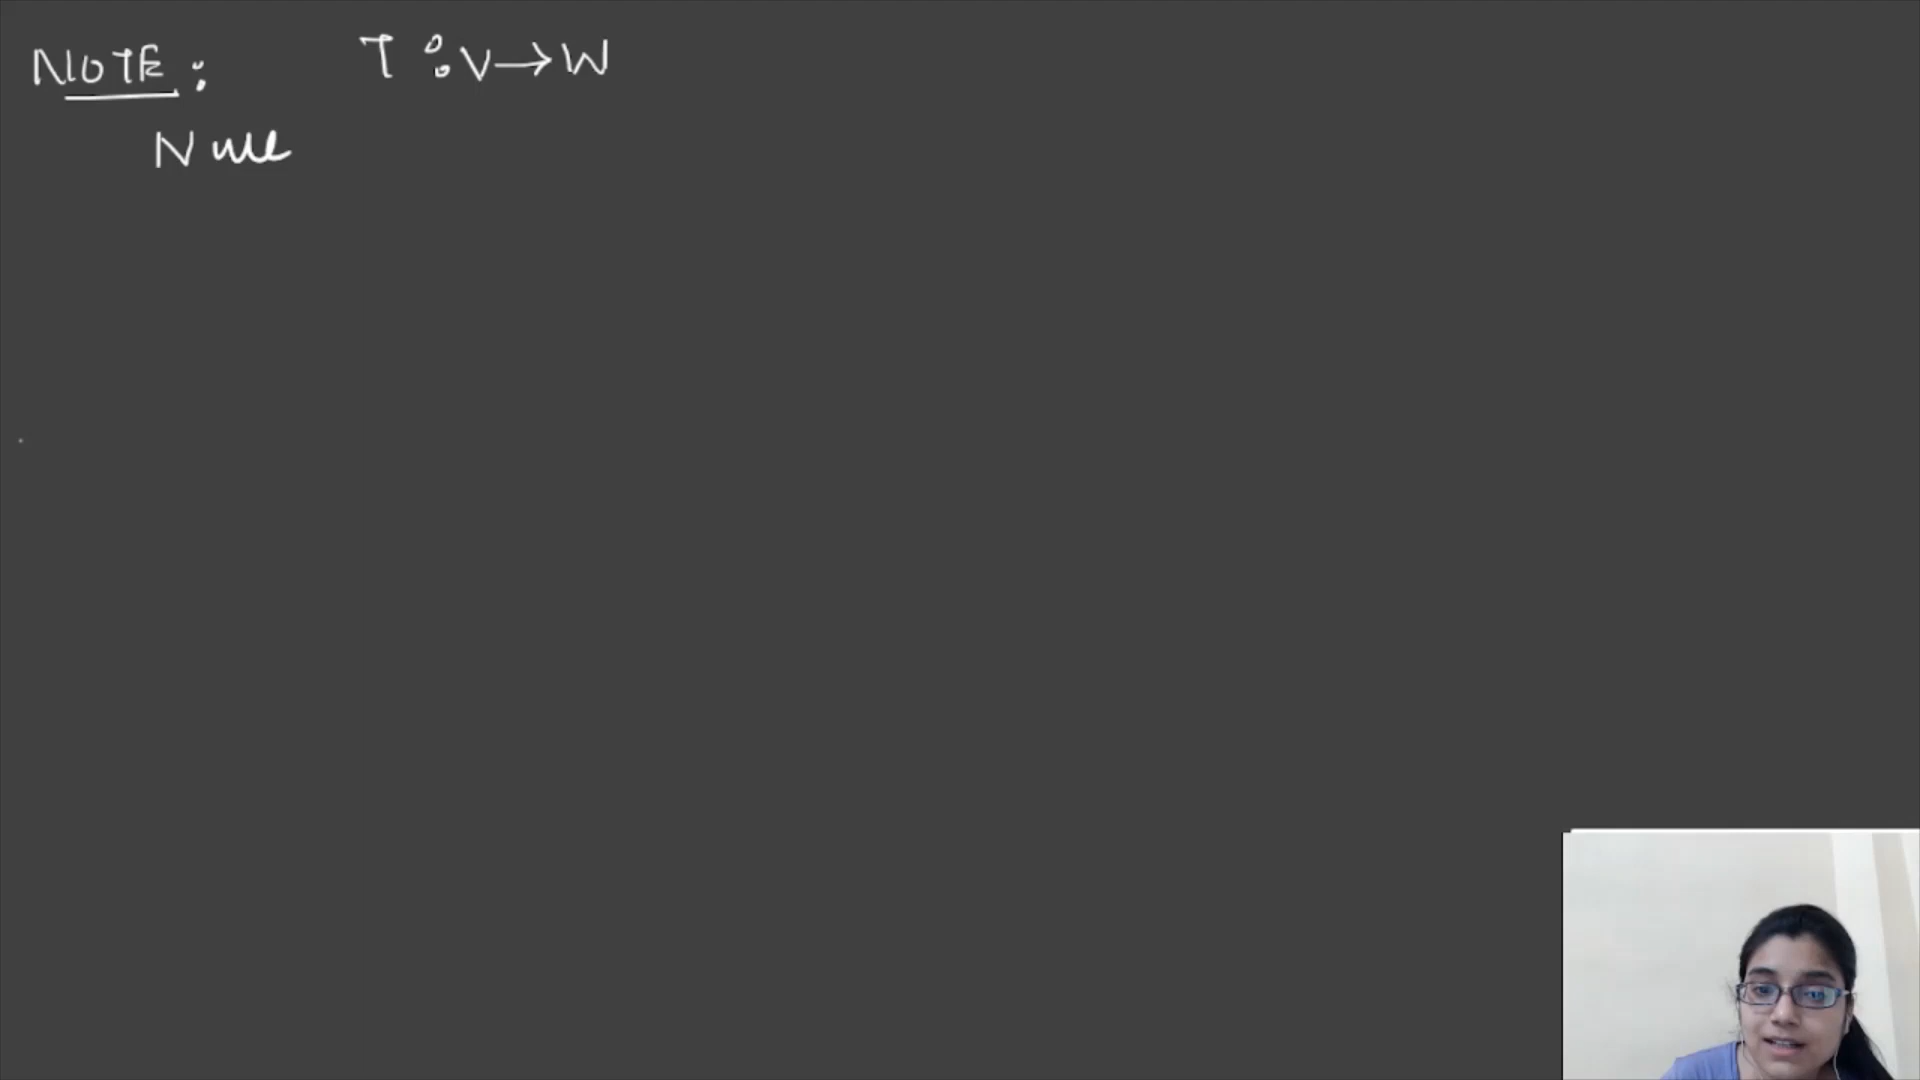 NOTE : T : V → W
Null